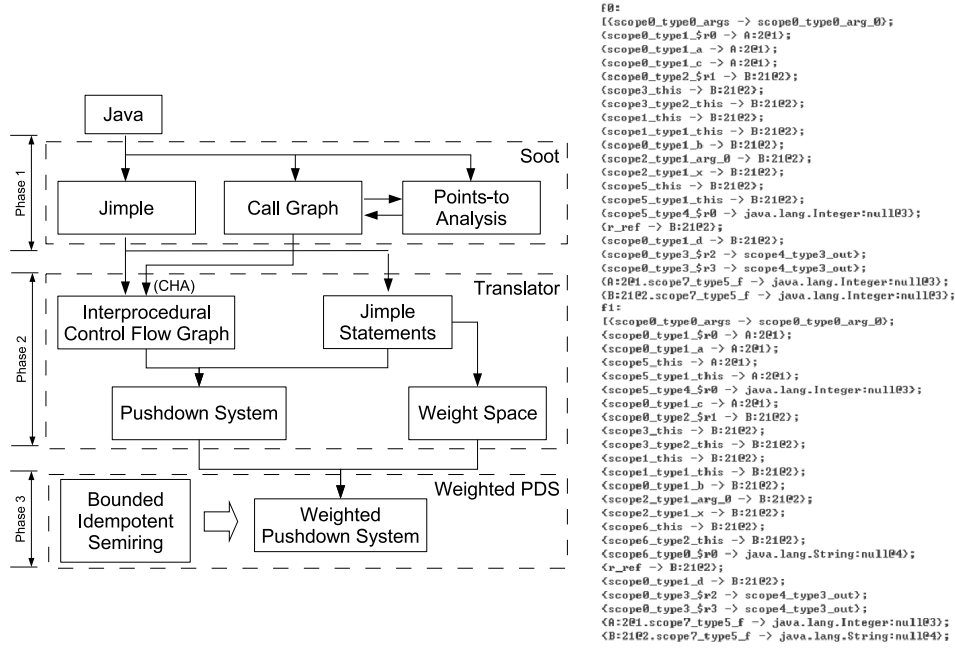 Java
Phase 1
Soot
Jimple
Call Graph
Points-to
Analysis
Phase 2
(CHA)
Translator
Interprocedural
Control Flow Graph
Jimple
Statements
Pushdown System
Weight Space
Phase 3
Weighted PDS
Bounded
Idempotent
Semiring
Weighted
Pushdown System
f0:
[{scope0_type0_args -> scope0_type0_arg_0};
{scope0_type1_$r0 -> A:2@1};
{scope0_type1_a -> A:2@1};
{scope0_type1_c -> A:2@1};
{scope0_type2_$r1 -> B:21@2};
{scope3_this -> B:21@2};
{scope3_type2_this -> B:21@2};
{scope1_this -> B:21@2};
{scope1_type1_this -> B:21@2};
{scope0_type1_b -> B:21@2};
{scope2_type1_arg_0 -> B:21@2};
{scope2_type1_x -> B:21@2};
{scope5_this -> B:21@2};
{scope5_type1_this -> B:21@2};
{scope5_type4_$r0 -> java.lang.Integer:null@3};
{r_ref -> B:21@2};
{scope0_type1_d -> B:21@2};
{scope0_type3_$r2 -> scope4_type3_out};
{scope0_type3_$r3 -> scope4_type3_out};
{A:2@1.scope7_type5_f -> java.lang.Integer:null@3};
{B:21@2.scope7_type5_f -> java.lang.Integer:null@3};
f1:
[{scope0_type0_args -> scope0_type0_arg_0};
{scope0_type1_$r0 -> A:2@1};
{scope0_type1_a -> A:2@1};
{scope5_this -> A:2@1};
{scope5_type1_this -> A:2@1};
{scope5_type4_$r0 -> java.lang.Integer:null@3};
{scope0_type1_c -> A:2@1};
{scope0_type2_$r1 -> B:21@2};
{scope3_this -> B:21@2};
{scope3_type2_this -> B:21@2};
{scope1_this -> B:21@2};
{scope1_type1_this -> B:21@2};
{scope0_type1_b -> B:21@2};
{scope2_type1_arg_0 -> B:21@2};
{scope2_type1_x -> B:21@2};
{scope6_this -> B:21@2};
{scope6_type2_this -> B:21@2};
{scope6_type0_$r0 -> java.lang.String:null@4};
{r_ref -> B:21@2};
{scope0_type1_d -> B:21@2};
{scope0_type3_$r2 -> scope4_type3_out};
{scope0_type3_$r3 -> scope4_type3_out};
{A:2@1.scope7_type5_f -> java.lang.Integer:null@3};
{B:21@2.scope7_type5_f -> java.lang.String:null@4};